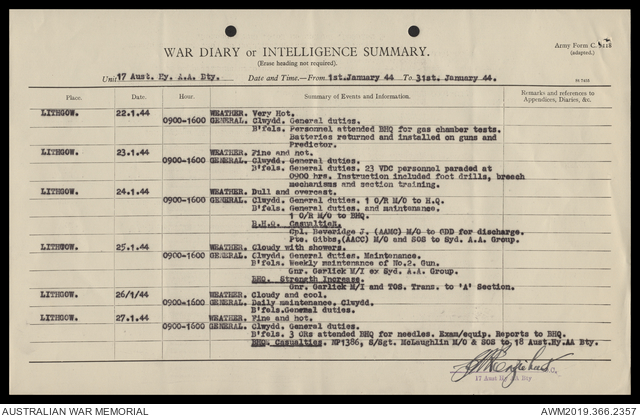 WAR DIARY or INTELLIGENCE SUMMARY.
(Erase heading not required).
Army Form C.
(adapted).
Unit 17 Aust. Hy. A.A. Bty. Date and Time.—From 1st.January 44 To 31st. January 44.
Place. Date. Hour. Summary of Events and Information. Remarks and references to Appendices, Diaries, &c.
LITHGOW. 22.1.44 WEATHER. Very Hot.
0900-1600 GENERAL. Clwydd. General duties.
B'fels. Personnel attended BHQ for gas chamber tests.
Batteries returned and installed on guns and
Predictor.
LITHGOW. 23.1.44 WEATHER. Fine and hot.
0900-1600 GENERAL. Clwydd. General duties.
B'fels. General duties. 23 VDC personnel paraded at
0900 hrs. Instruction included foot drills, breech
mechanisms and section training.
LITHGOW. 24.1.44 WEATHER. Dull and overcast.
0900-1600 GENERAL. Clwydd. General duties. 1 O/R M/O to H.Q.
B'fels. General duties. and maintenance.
1 O/R M/O to BHQ.
B.H.Q. Casualties.
Cpl. Beveridge J. (AAMC) M/O to GDD for discharge.
Pte. Gibbs,(AACC) M/O and SOS to Syd. A.A. Group.
LITHGOW. 25.1.44 WEATHER. Cloudy with showers.
0900-1600 GENERAL. Clwydd. General duties. Maintenance.
B'fels. Weekly maintenance of No.2. Gun.
Gnr. Garlick M/I ex Syd. A.A. Group.
BHQ. Strength Increase.
Gnr. Garlick M/I and TOS. Trans. to 'A' Section.
LITHGOW. 26/1/44 WEATHER. Cloudy and cool.
0900-1600 GENERAL. Daily maintenance. Clwydd.
B'fels.General duties.
LITHGOW. 27.1.44 WEATHER. Fine and hot.
0900-1600 GENERAL. Clwydd. General duties.
B'fels. 3 ORs attended BHQ for needles. Exam/equip. Reports to BHQ.
BHQ. Casualties. NP1386, S/Sgt. McLaughlin M/O & SOS to 18 Aust.Hy.AA Bty.
O.C.
17 Aust Hy AA Bty
AUSTRALIAN WAR MEMORIAL AWM2019.366.2357